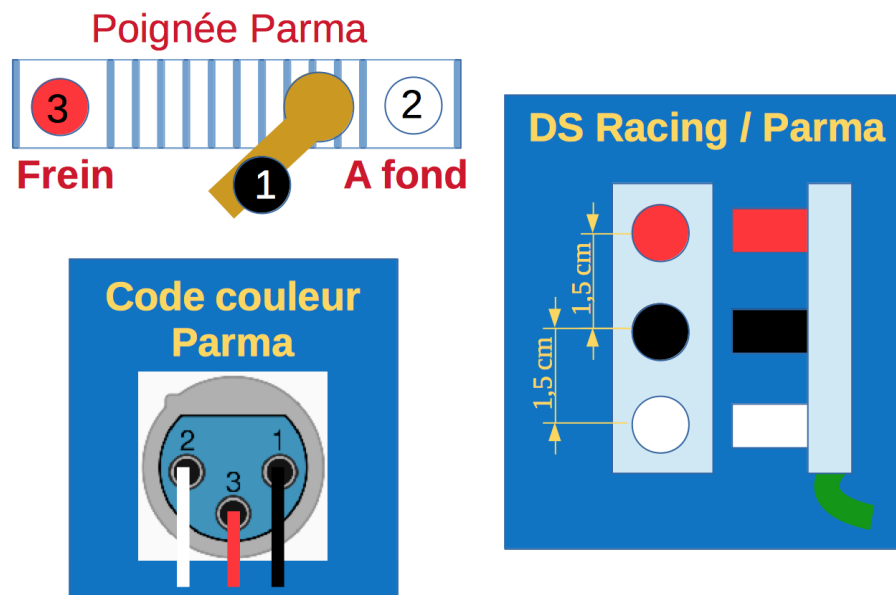 Poignée Parma
3
2
1
Frein
A fond
DS Racing / Parma
1,5 cm
1,5 cm
Code couleur
Parma
2
1
3